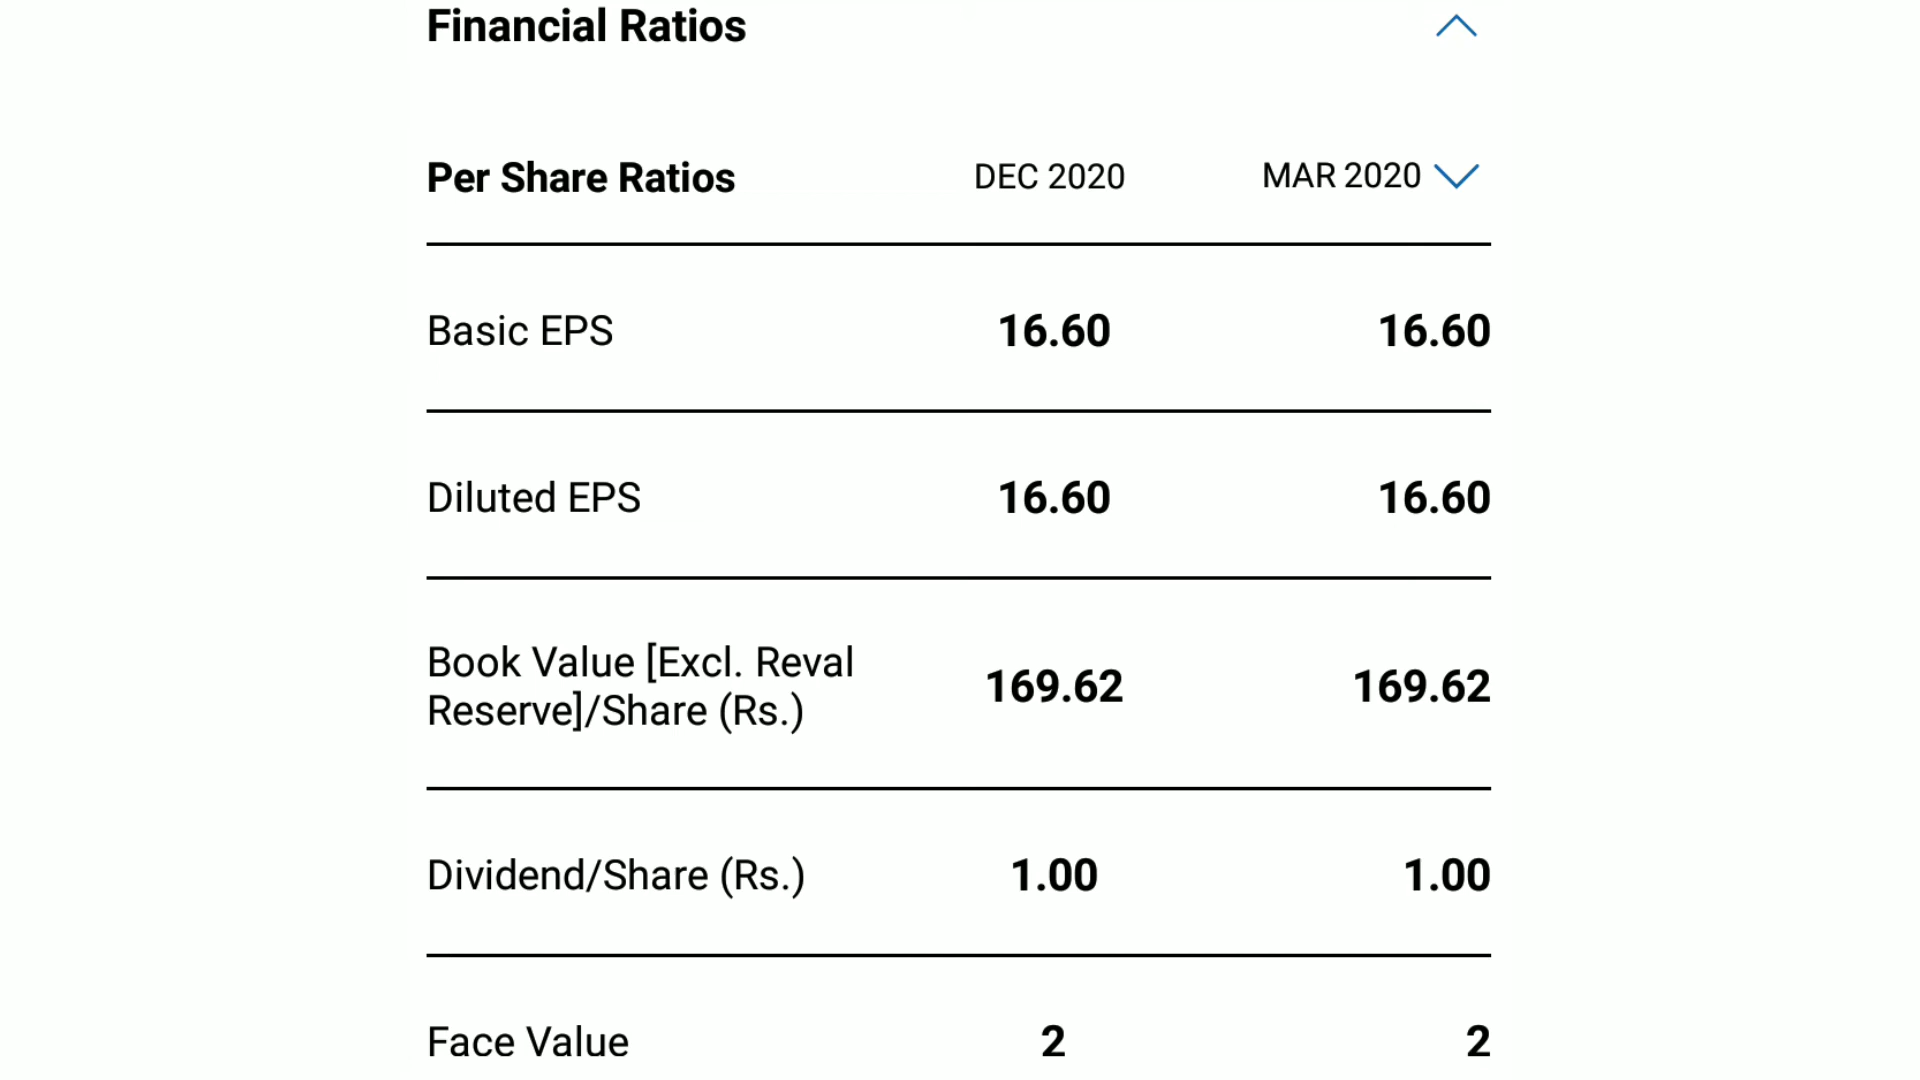 Financial Ratios
Per Share Ratios DEC 2020 MAR 2020
Basic EPS 16.60 16.60
Diluted EPS 16.60 16.60
Book Value [Excl. Reval
Reserve]/Share (Rs.) 169.62 169.62
Dividend/Share (Rs.) 1.00 1.00
Face Value 2 2